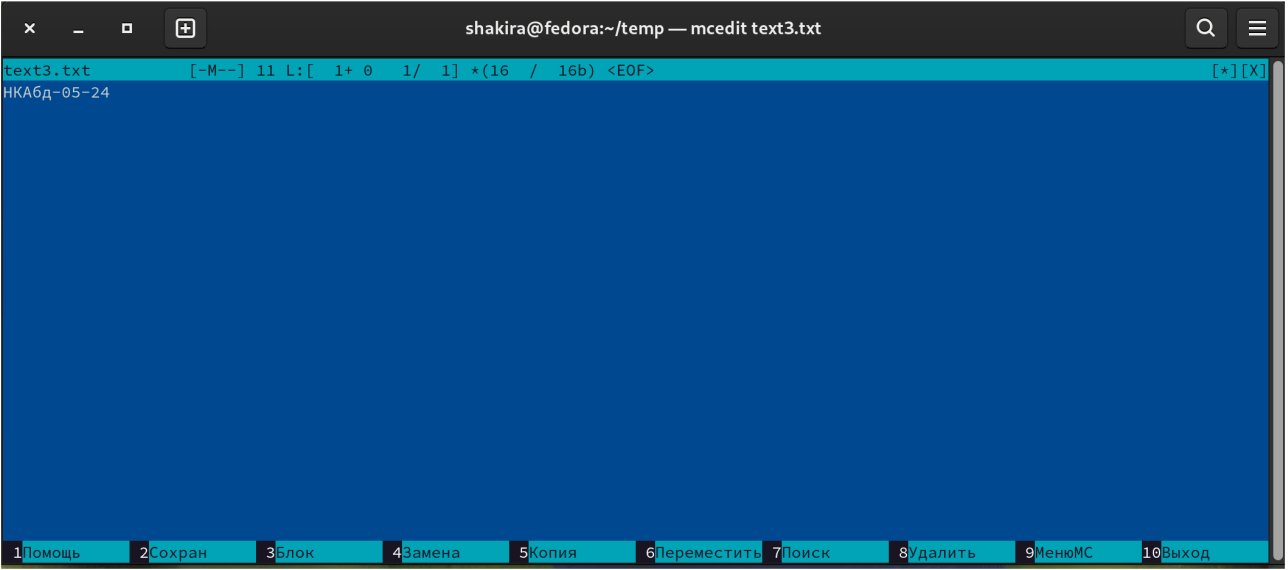 shakira@fedora:~/temp — mcedit text3.txt
text3.txt [-M--] 11 L:[ 1+ 0 1/ 1] *(16 / 16b) <EOF> [*][X]
НКАбд-05-24
1Помощь 2Сохран 3Блок 4Замена 5Копия 6Переместить 7Поиск 8Удалить 9МенюМС 10Выход